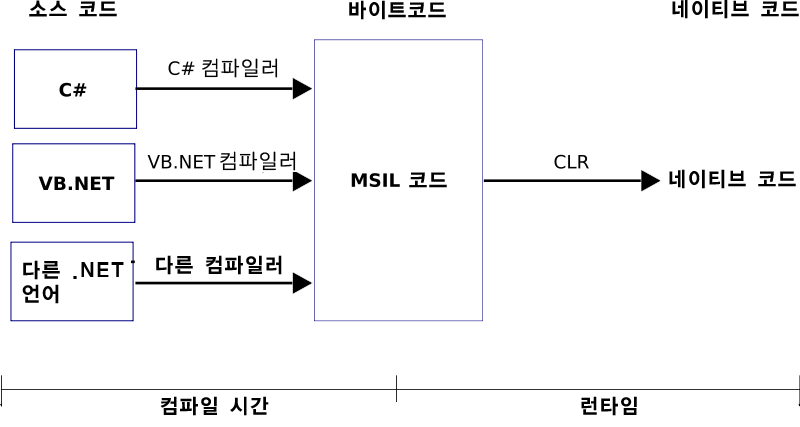 소스 코드
바이트코드
네이티브 코드
C#
C# 컴파일러
VB.NET
VB.NET 컴파일러
MSIL 코드
CLR
네이티브 코드
다른 .NET
언어
다른 컴파일러
컴파일 시간
런타임